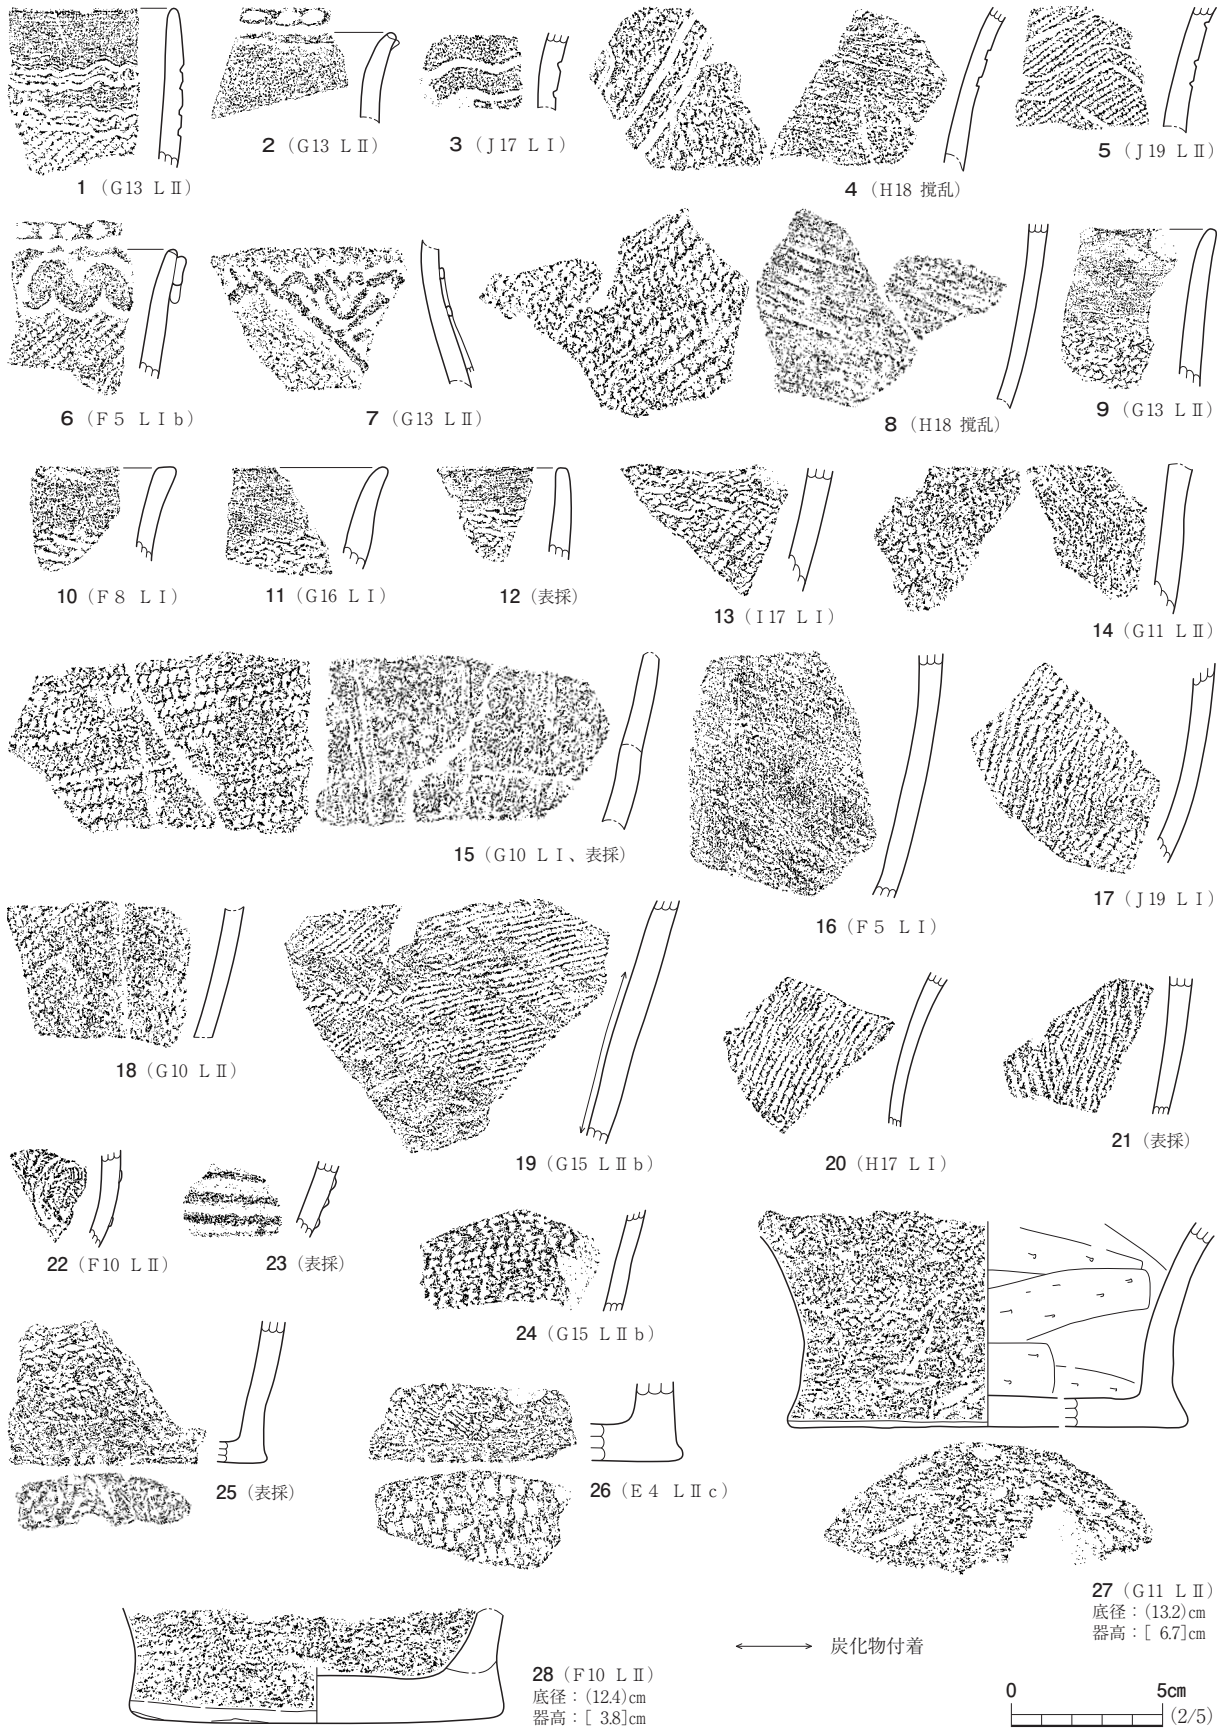 1（G13 LⅡ）
2（G13 LⅡ）
3（J17 LⅠ）
4（H18 撹乱）
5（J19 LⅡ）
6（F5 LⅠb）
7（G13 LⅡ）
8（H18 撹乱）
9（G13 LⅡ）
10（F8 LⅠ）
11（G16 LⅠ）
12（表採）
13（I17 LⅠ）
14（G11 LⅡ）
15（G10 LⅠ、表採）
16（F5 LⅠ）
17（J19 LⅠ）
18（G10 LⅡ）
19（G15 LⅡb）
20（H17 LⅠ）
21（表採）
22（F10 LⅡ）
23（表採）
24（G15 LⅡb）
25（表採）
26（E4 LⅡc）
27（G11 LⅡ）
底径：(13.2)cm
器高：[ 6.7]cm
28（F10 LⅡ）
底径：(12.4)cm
器高：[ 3.8]cm
炭化物付着
0 5cm
(2/5)